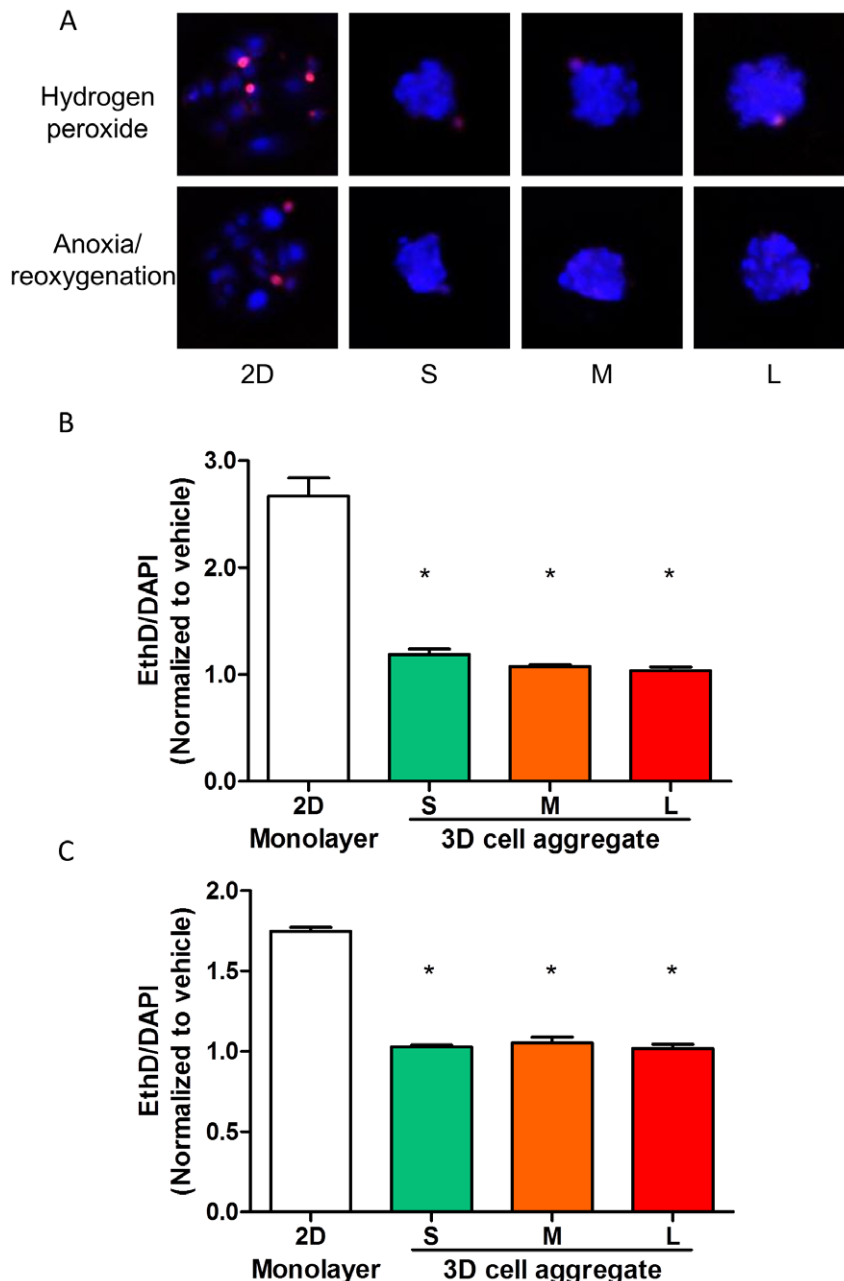 A
Hydrogen
peroxide
Anoxia/
reoxygenation
2D S M L
B
EthD/DAPI
(Normalized to vehicle)
3.0
2.0
1.0
0.0
* * *
2D S M L
Monolayer 3D cell aggregate
C
EthD/DAPI
(Normalized to vehicle)
2.0
1.5
1.0
0.5
0.0
* * *
2D S M L
Monolayer 3D cell aggregate